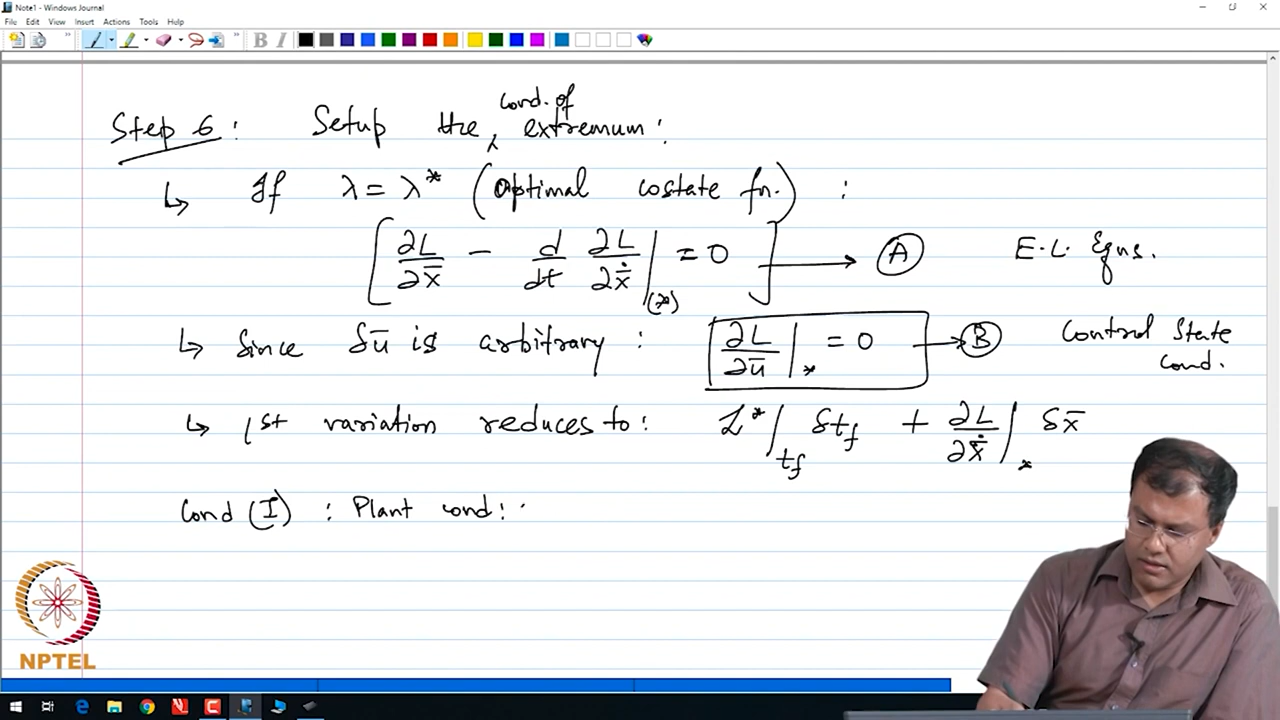 Note1 - Windows Journal
File Edit View Insert Actions Tools Help
B I
Step 6: Setup the cond. of extremum:
↳ If λ = λ* (Optimal costate fn.) :
[ ∂L/∂x̄ - d/dt ∂L/∂ẋ̄ |(*) = 0 ] → (A) E.L. Eqns.
↳ Since δū is arbitrary : ∂L/∂ū |* = 0 → (B) Control State cond.
↳ 1st variation reduces to: L* |tf δtf + ∂L/∂ẋ̄ |* δx̄
Cond (I) : Plant cond:
NPTEL